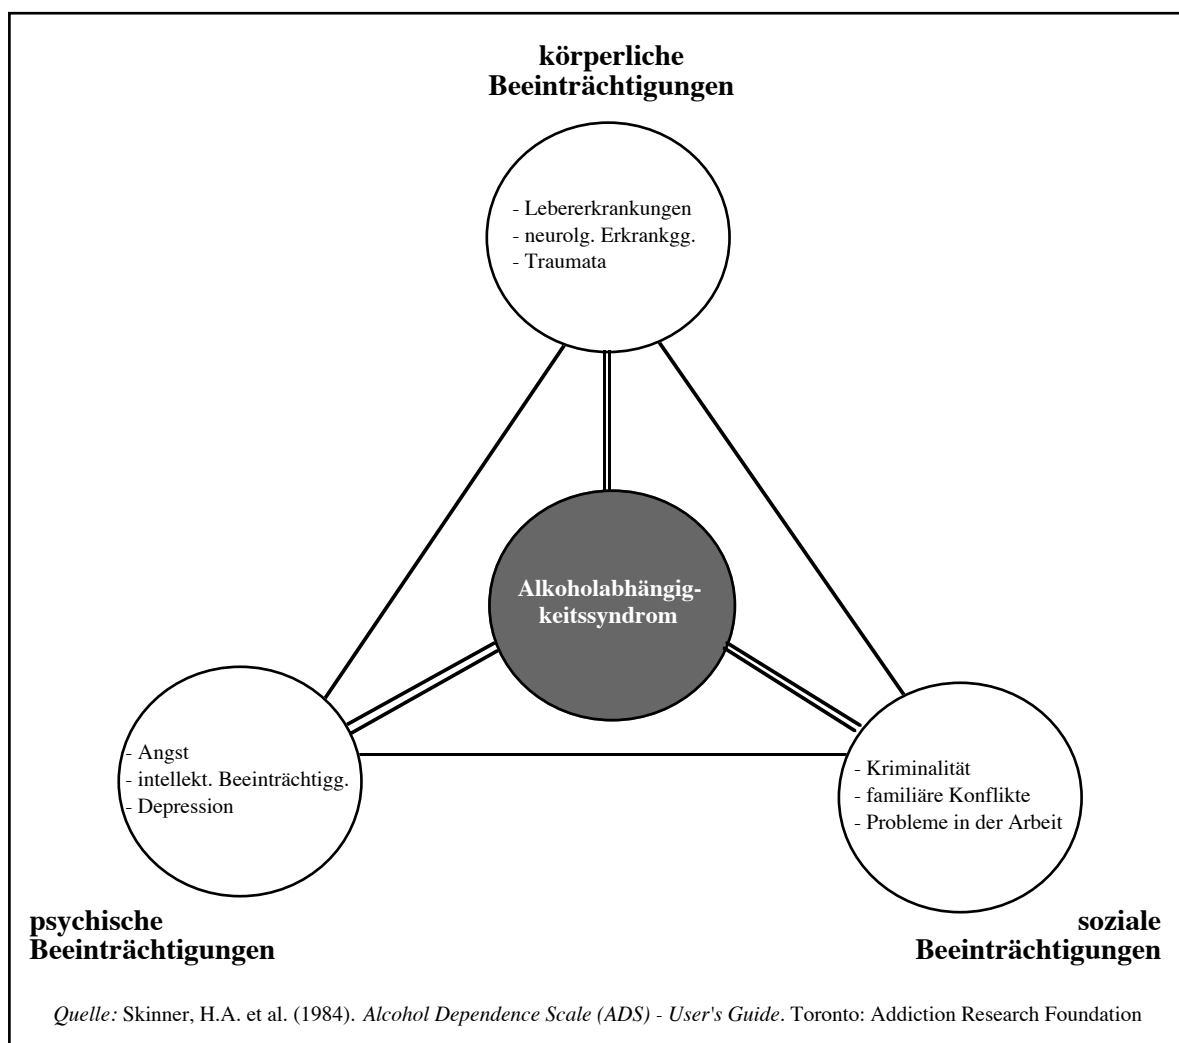 körperliche
Beeinträchtigungen
- Lebererkrankungen
- neurolg. Erkrankgg.
- Traumata
Alkoholabhängig-
keitssyndrom
- Angst
- intellekt. Beeinträchtigg.
- Depression
- Kriminalität
- familiäre Konflikte
- Probleme in der Arbeit
psychische
Beeinträchtigungen
soziale
Beeinträchtigungen
Quelle: Skinner, H.A. et al. (1984). Alcohol Dependence Scale (ADS) - User's Guide. Toronto: Addiction Research Foundation